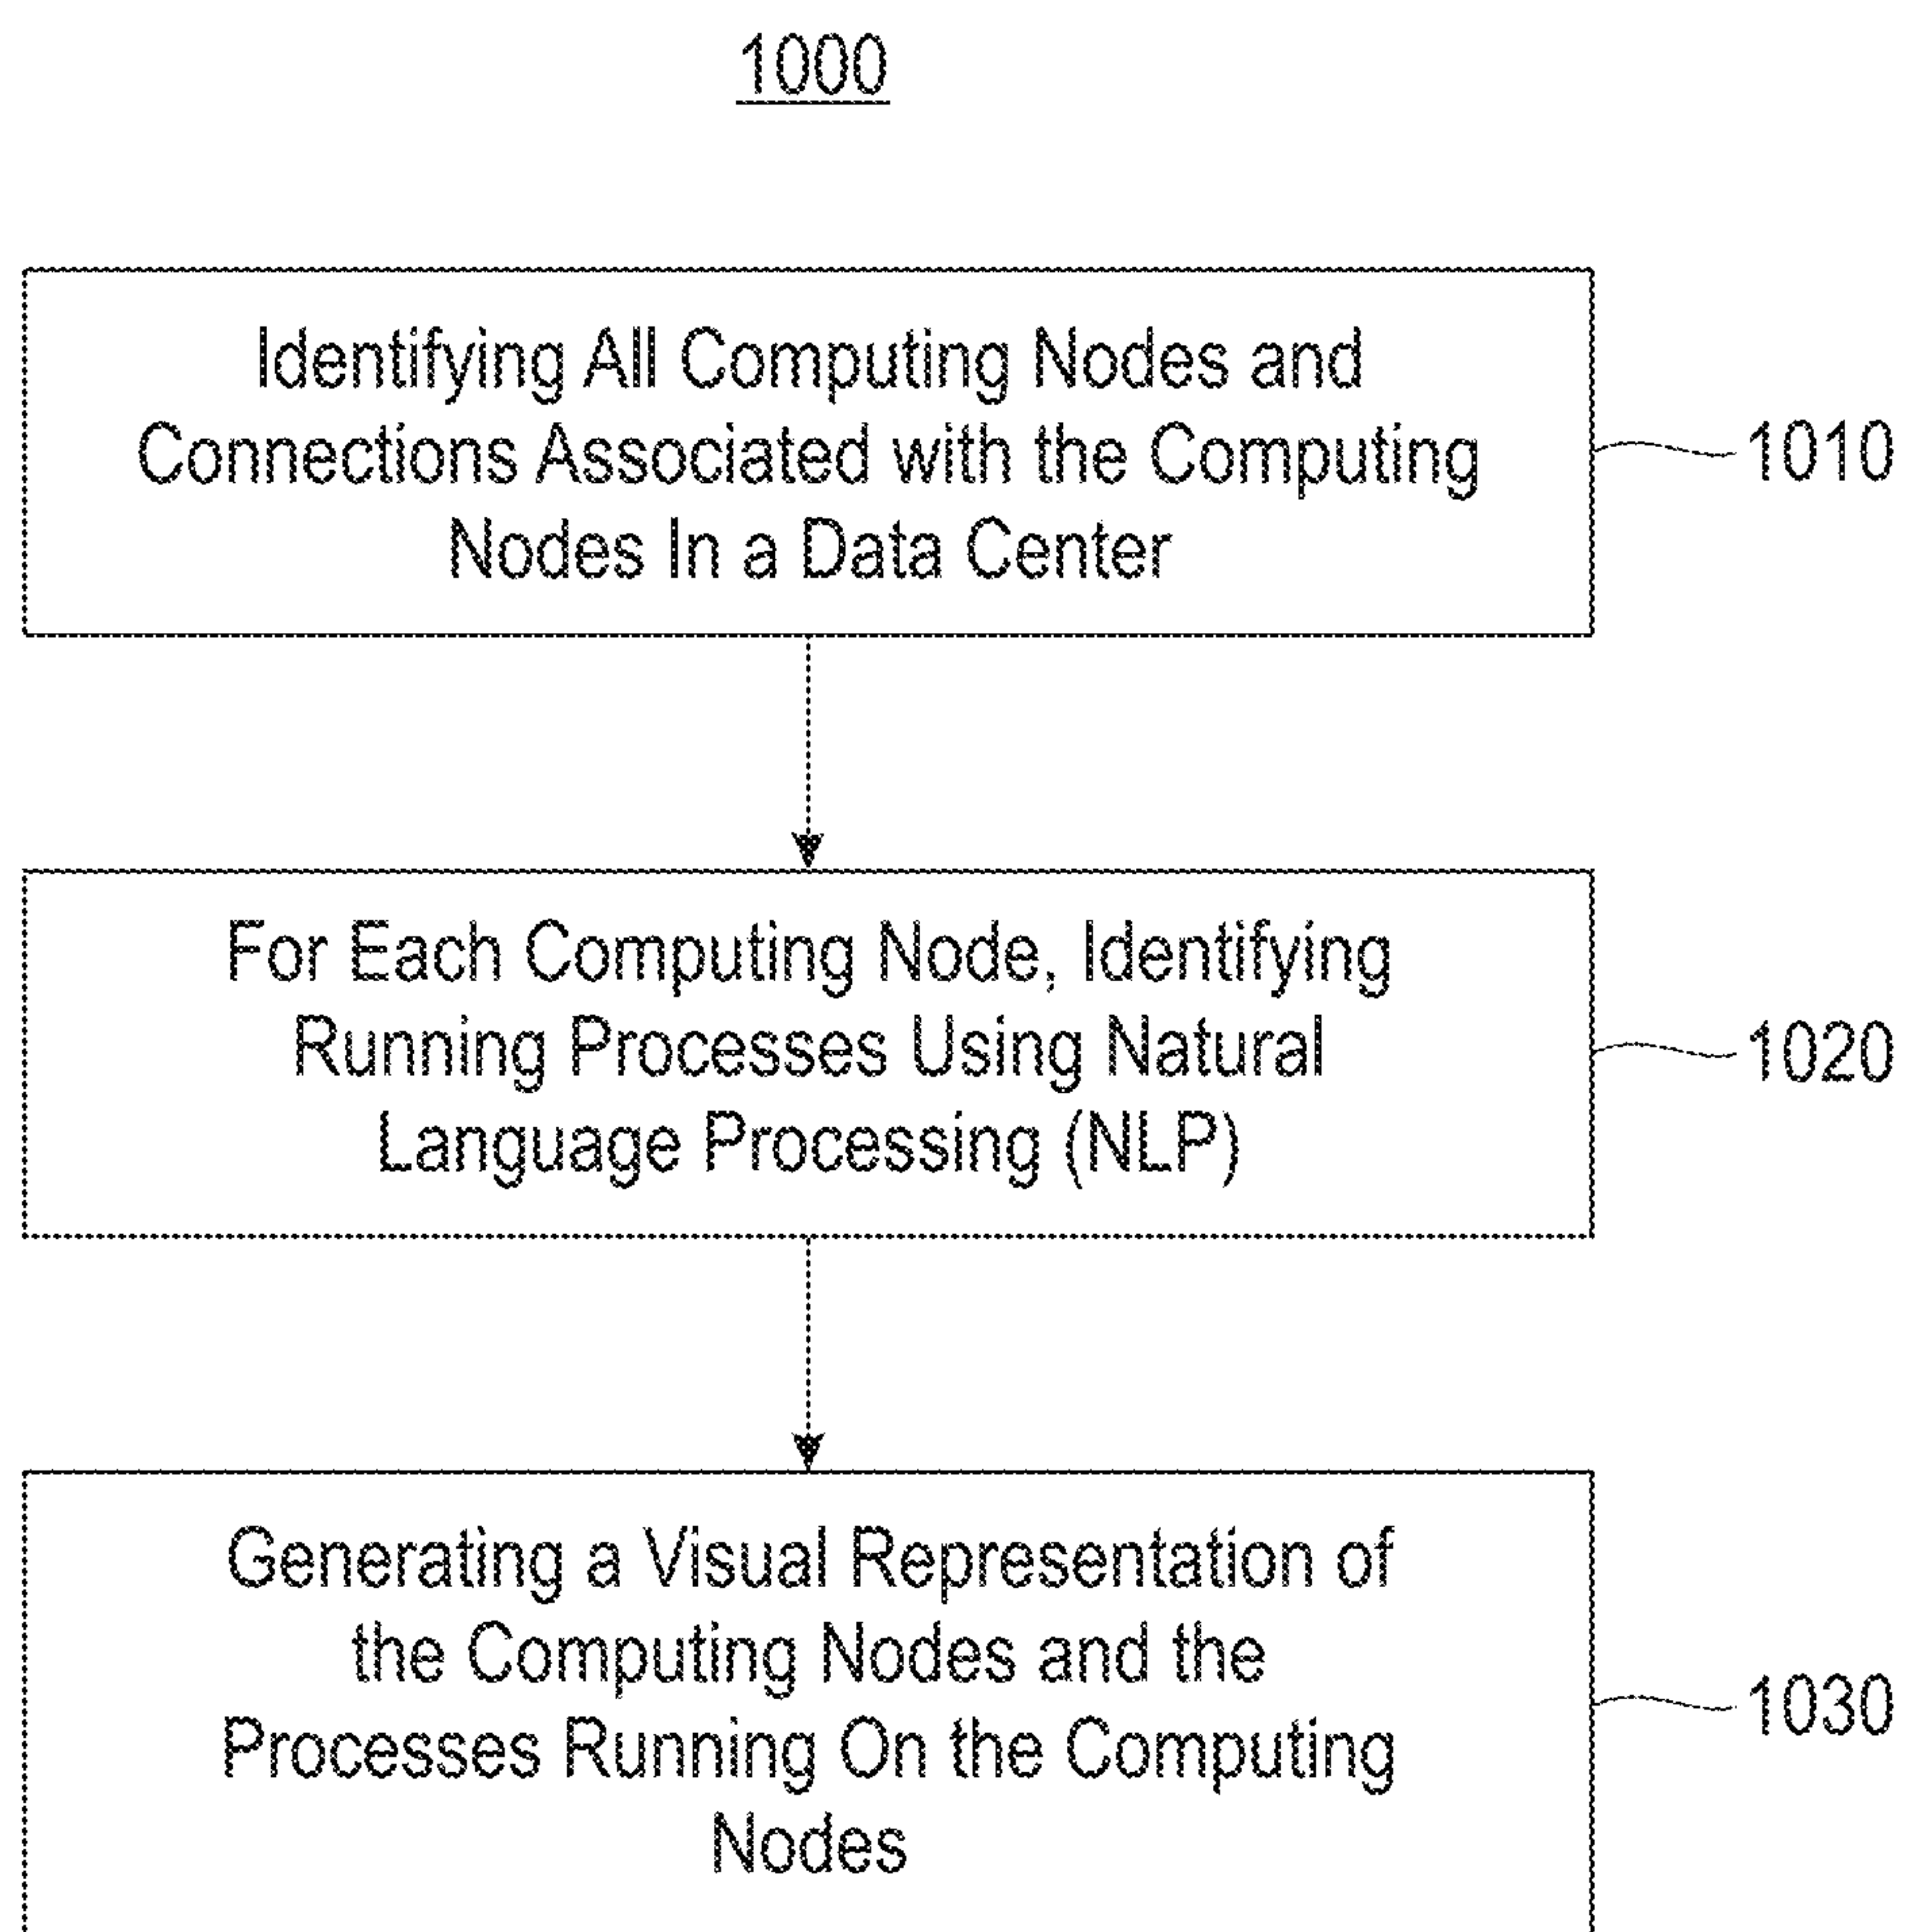 1000
Identifying All Computing Nodes and
Connections Associated with the Computing
Nodes In a Data Center
1010
For Each Computing Node, Identifying
Running Processes Using Natural
Language Processing (NLP)
1020
Generating a Visual Representation of
the Computing Nodes and the
Processes Running On the Computing
Nodes
1030